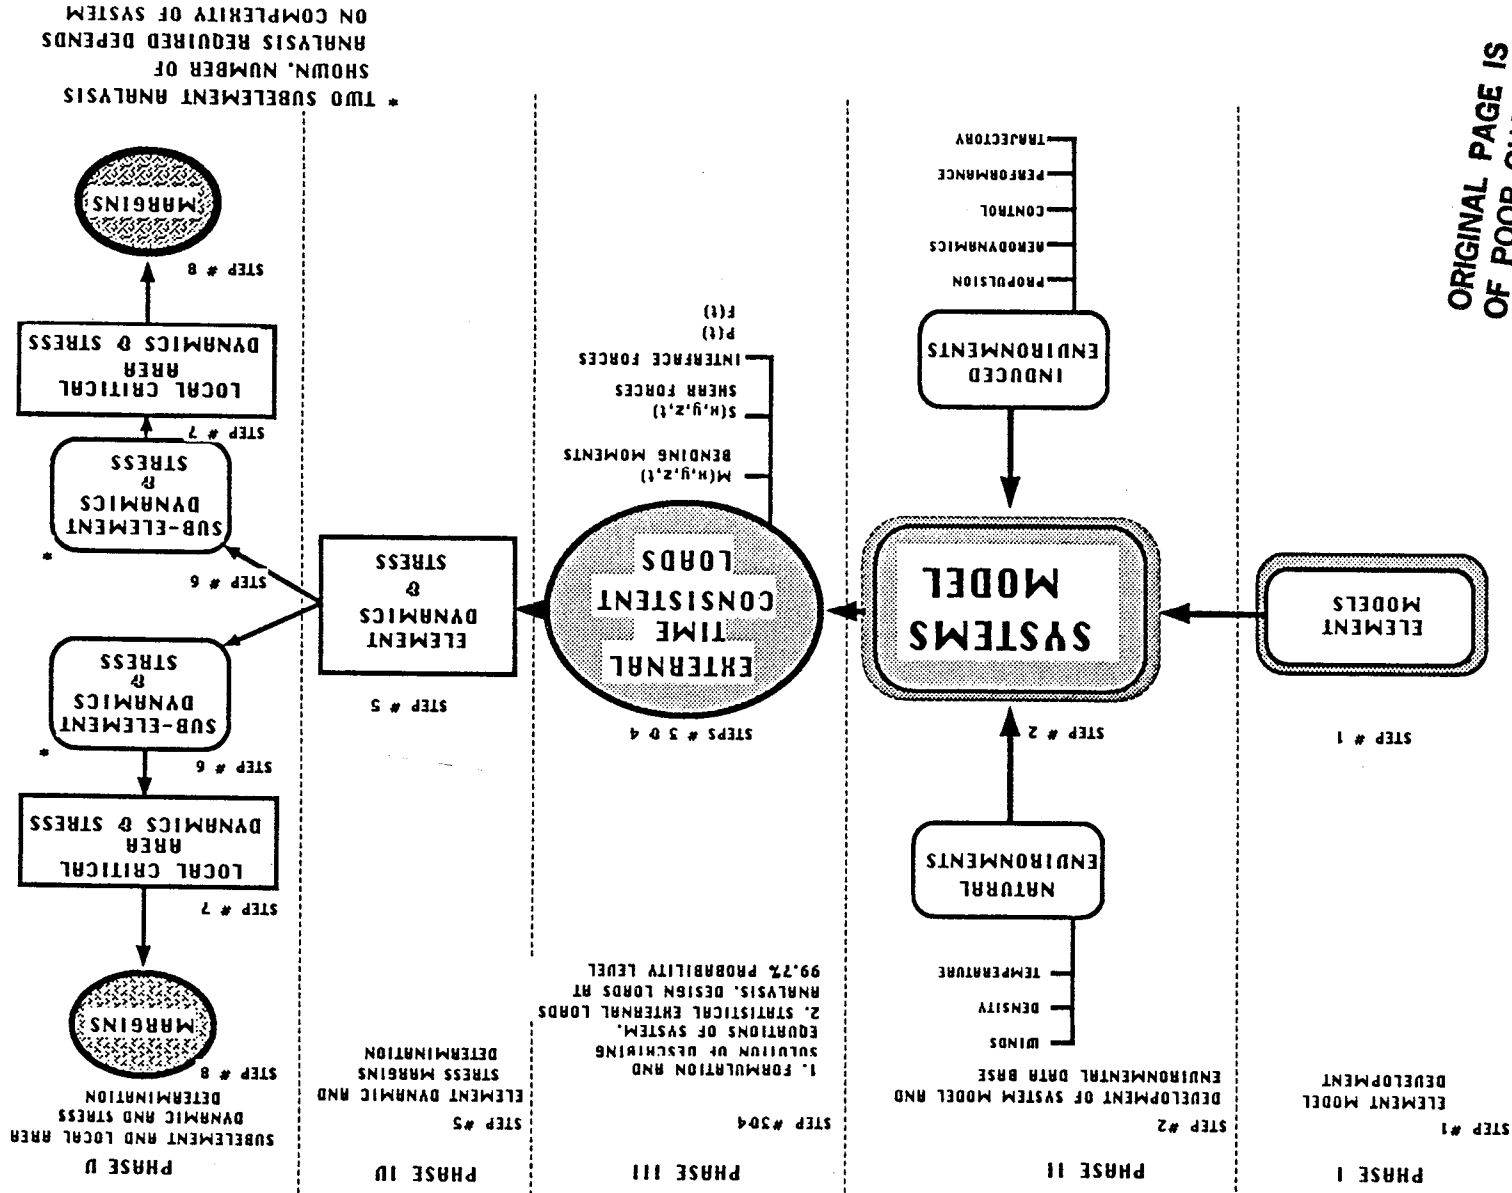 PHASE I
STEP #1
ELEMENT MODEL
DEVELOPMENT
STEP # 1
ELEMENT
MODELS
PHASE II
STEP #2
DEVELOPMENT OF SYSTEM MODEL AND
ENVIRONMENTAL DATA BASE
WINDS
DENSITY
TEMPERATURE
NATURAL
ENVIRONMENTS
STEP # 2
SYSTEMS
MODEL
INDUCED
ENVIRONMENTS
PROPULSION
AERODYNAMICS
CONTROL
PERFORMANCE
TRAJECTORY
PHASE III
STEP #3&4
1. FORMULATION AND
SOLUTION OF DESCRIBING
EQUATIONS OF SYSTEM.
2. STATISTICAL EXTERNAL LOADS
ANALYSIS. DESIGN LOADS AT
99.7% PROBABILITY LEVEL
STEPS # 3 & 4
EXTERNAL
TIME
CONSISTENT
LOADS
M(x,y,z,t)
BENDING MOMENTS
S(x,y,z,t)
SHEAR FORCES
INTERFACE FORCES
P(t)
F(t)
PHASE IV
STEP #5
ELEMENT DYNAMIC AND
STRESS MARGINS
DETERMINATION
STEP # 5
ELEMENT
DYNAMICS
&
STRESS
PHASE V
SUBELEMENT AND LOCAL AREA
DYNAMIC AND STRESS
DETERMINATION
STEP # 8
MARGINS
STEP # 7
LOCAL CRITICAL
AREA
DYNAMICS & STRESS
STEP # 6
*
SUB-ELEMENT
DYNAMICS
&
STRESS
STEP # 6
*
SUB-ELEMENT
DYNAMICS
&
STRESS
STEP # 7
LOCAL CRITICAL
AREA
DYNAMICS & STRESS
STEP # 8
MARGINS
* TWO SUBELEMENT ANALYSIS
SHOWN. NUMBER OF
ANALYSIS REQUIRED DEPENDS
ON COMPLEXITY OF SYSTEM
ORIGINAL PAGE IS
OF POOR